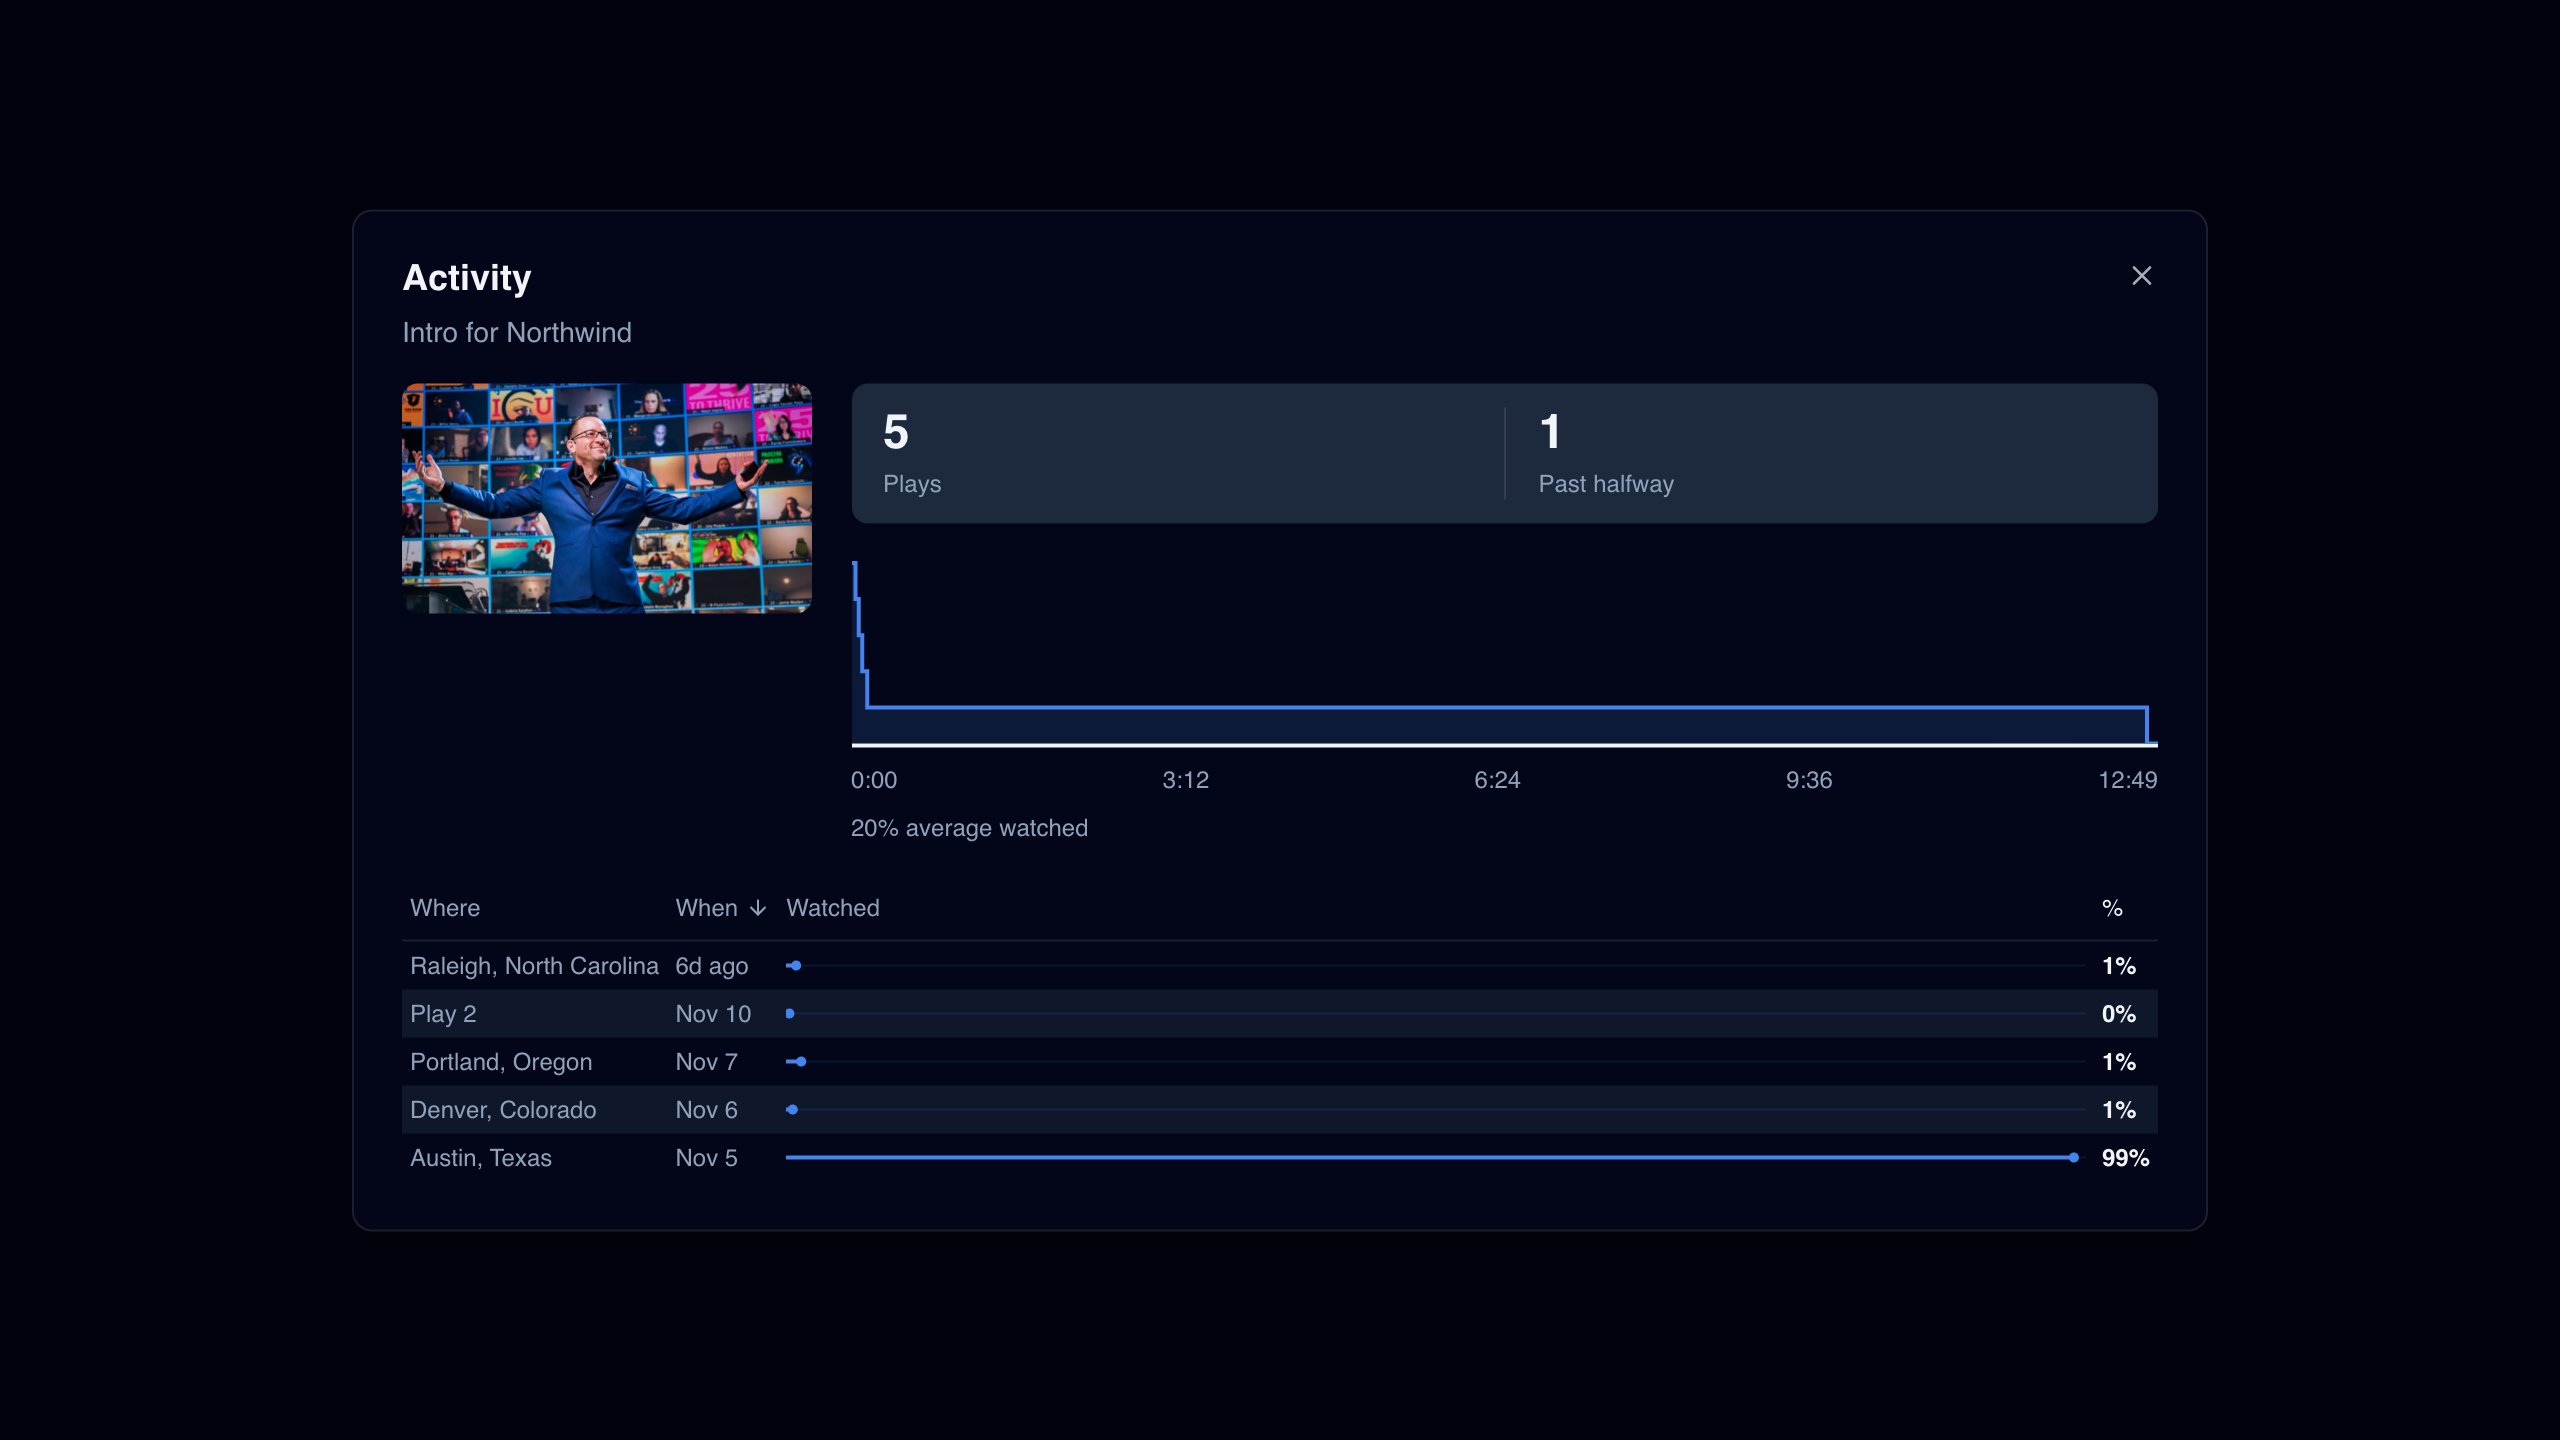 Activity
Intro for Northwind
TO THRIVE
5
Plays
1
Past halfway
0:00 3:12 6:24 9:36 12:49
20% average watched
Where When Watched %
Raleigh, North Carolina 6d ago 1%
Play 2 Nov 10 0%
Portland, Oregon Nov 7 1%
Denver, Colorado Nov 6 1%
Austin, Texas Nov 5 99%